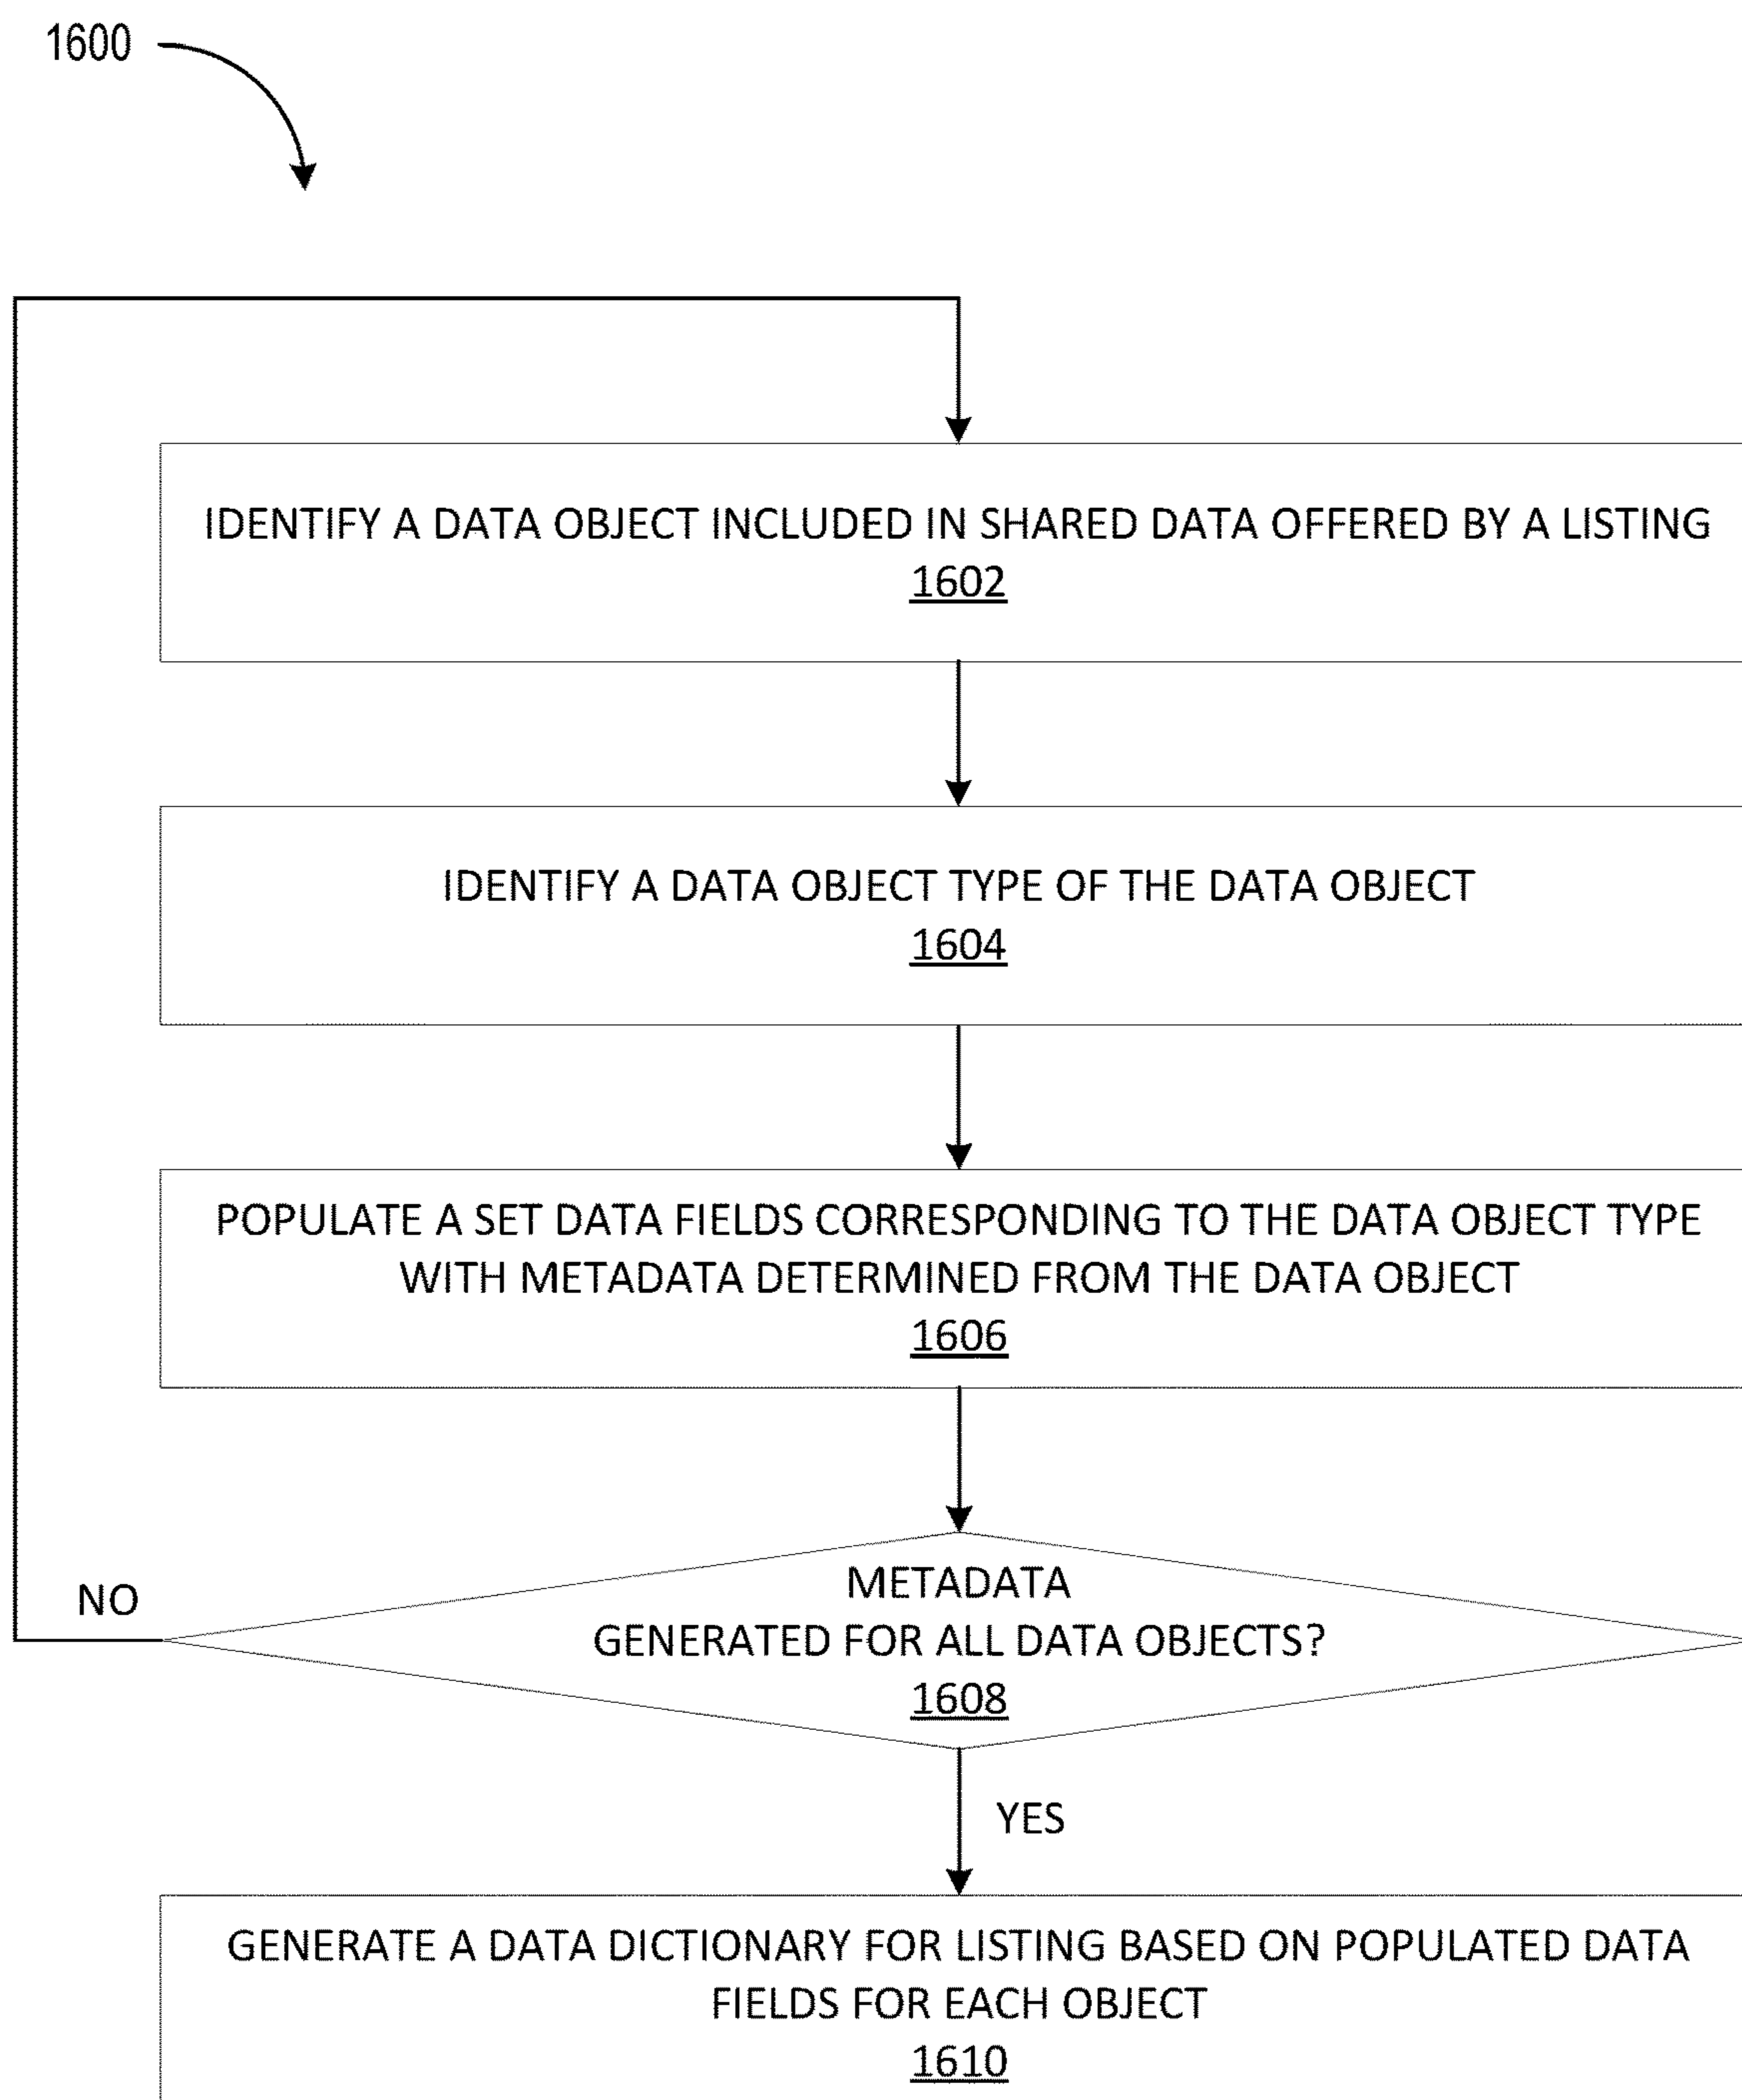 1600
IDENTIFY A DATA OBJECT INCLUDED IN SHARED DATA OFFERED BY A LISTING
1602
IDENTIFY A DATA OBJECT TYPE OF THE DATA OBJECT
1604
POPULATE A SET DATA FIELDS CORRESPONDING TO THE DATA OBJECT TYPE
WITH METADATA DETERMINED FROM THE DATA OBJECT
1606
METADATA
NO
GENERATED FOR ALL DATA OBJECTS?
1608
YES
GENERATE A DATA DICTIONARY FOR LISTING BASED ON POPULATED DATA
FIELDS FOR EACH OBJECT
1610